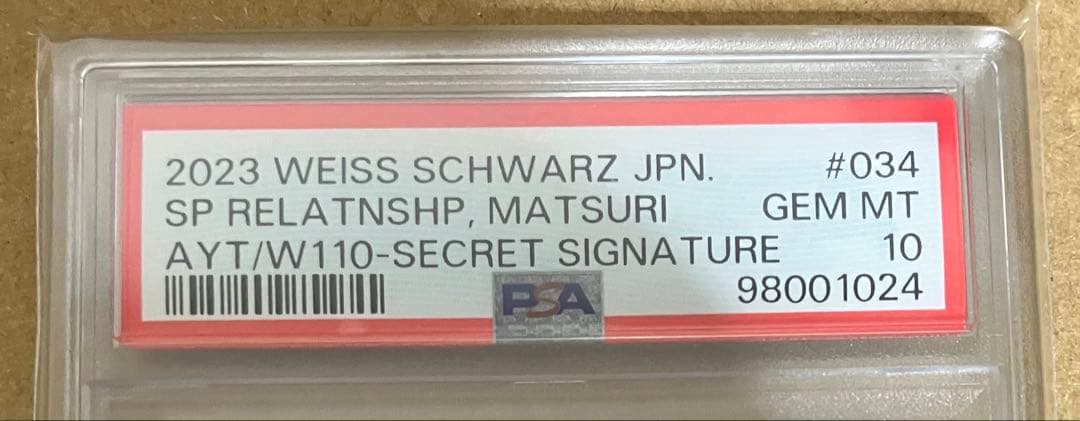 2023 WEISS SCHWARZ JPN. #034
SP RELATNSHP, MATSURI GEM MT
AYT/W110-SECRET SIGNATURE 10
98001024
PSA